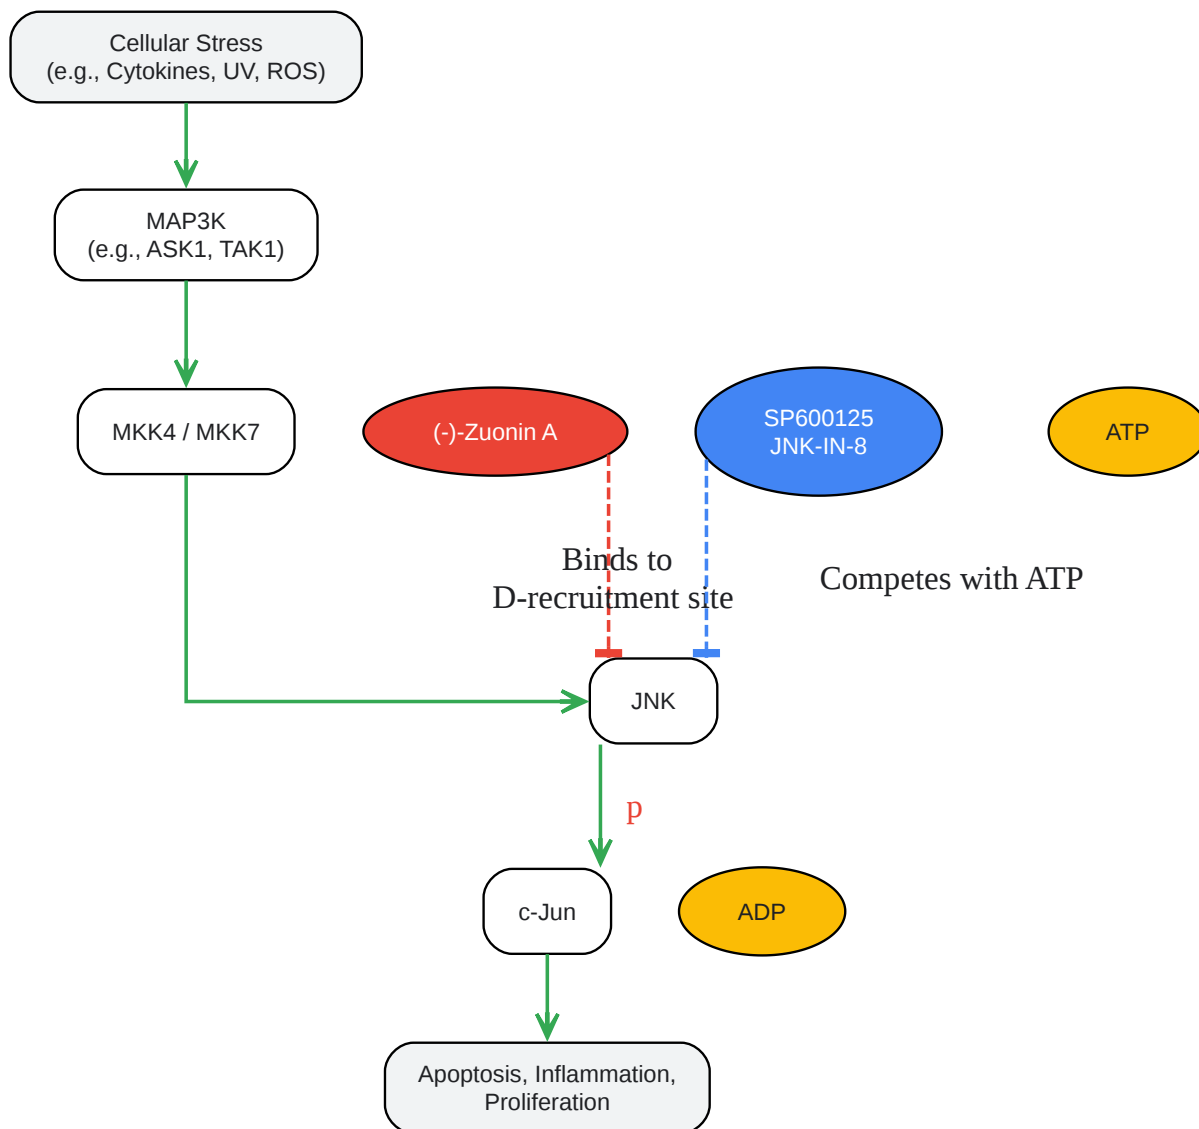 Cellular Stress
(e.g., Cytokines, UV, ROS)
MAP3K
(e.g., ASK1, TAK1)
MKK4 / MKK7
(-)-Zuonin A
SP600125
JNK-IN-8
ATP
Binds to
D-recruitment site
Competes with ATP
JNK
p
c-Jun
ADP
Apoptosis, Inflammation,
Proliferation